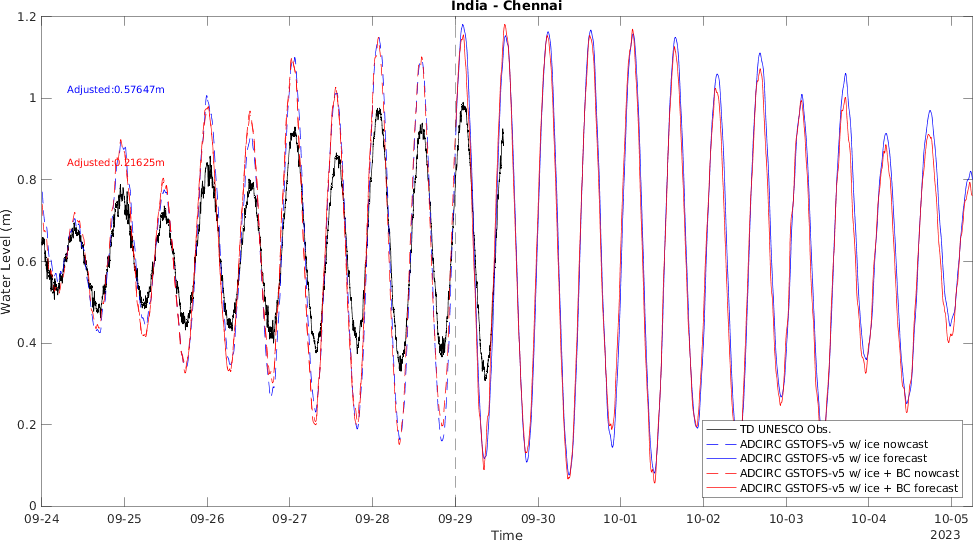 India - Chennai
1.2
1
0.8
0.6
0.4
0.2
0
Water Level (m)
Adjusted:0.57647m
Adjusted:0.21625m
TD UNESCO Obs.
ADCIRC GSTOFS-v5 w/ ice nowcast
ADCIRC GSTOFS-v5 w/ ice forecast
ADCIRC GSTOFS-v5 w/ ice + BC nowcast
ADCIRC GSTOFS-v5 w/ ice + BC forecast
09-24 09-25 09-26 09-27 09-28 09-29 09-30 10-01 10-02 10-03 10-04 10-05
2023
Time